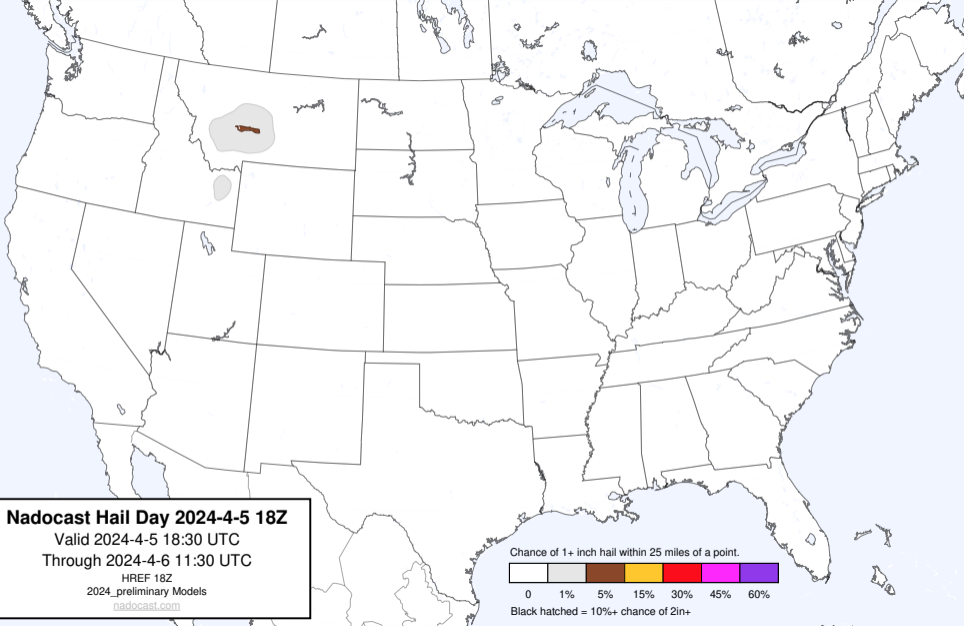 Nadocast Hail Day 2024-4-5 18Z
Valid 2024-4-5 18:30 UTC
Through 2024-4-6 11:30 UTC
HREF 18Z
2024_preliminary Models
nadocast.com
Chance of 1+ inch hail within 25 miles of a point.
0 1% 5% 15% 30% 45% 60%
Black hatched = 10%+ chance of 2in+